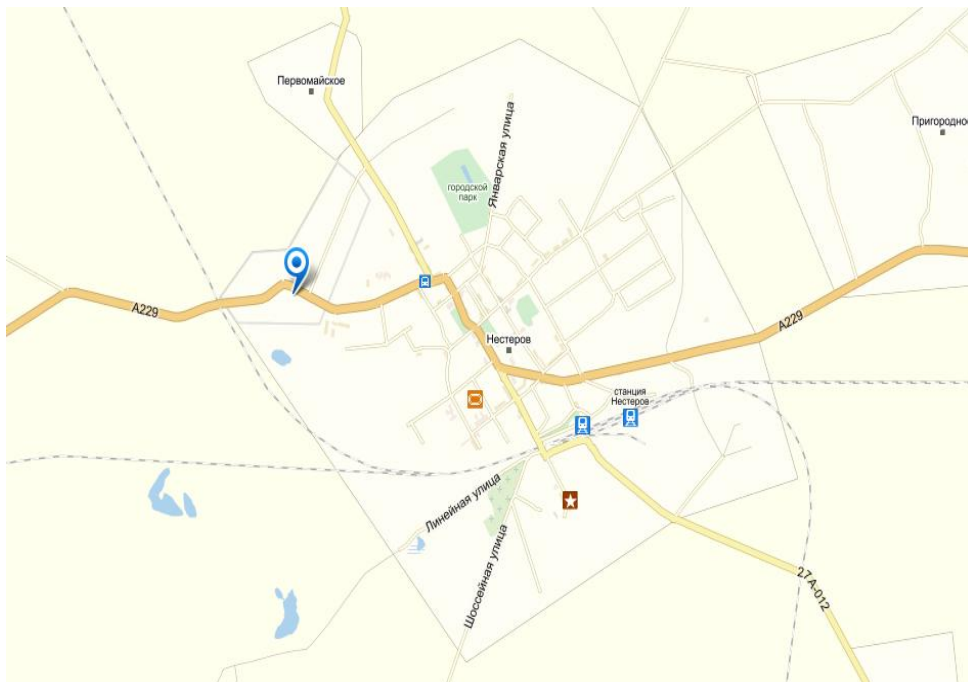 Первомайское
Январская улица
Пригородное
городской
парк
A229
Нестеров
A229
станция
Нестеров
Линейная улица
Шоссейная улица
27А-012